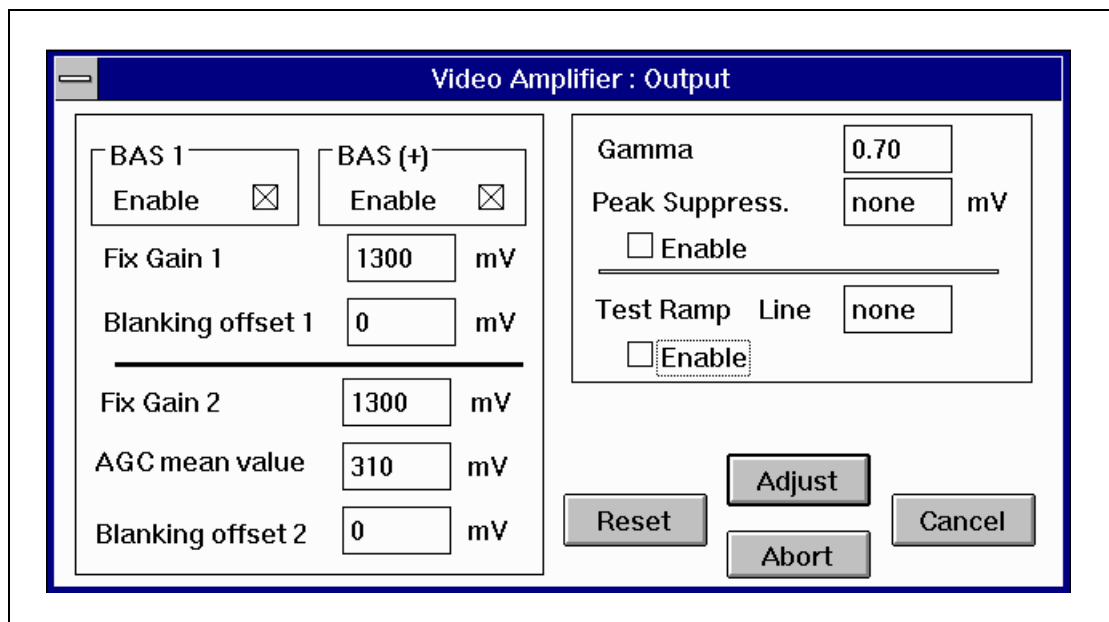 Video Amplifier : Output
BAS 1
Enable
BAS (+)
Enable
Fix Gain 1 1300 mV
Blanking offset 1 0 mV
Fix Gain 2 1300 mV
AGC mean value 310 mV
Blanking offset 2 0 mV
Gamma 0.70
Peak Suppress. none mV
Enable
Test Ramp Line none
Enable
Adjust
Reset
Cancel
Abort